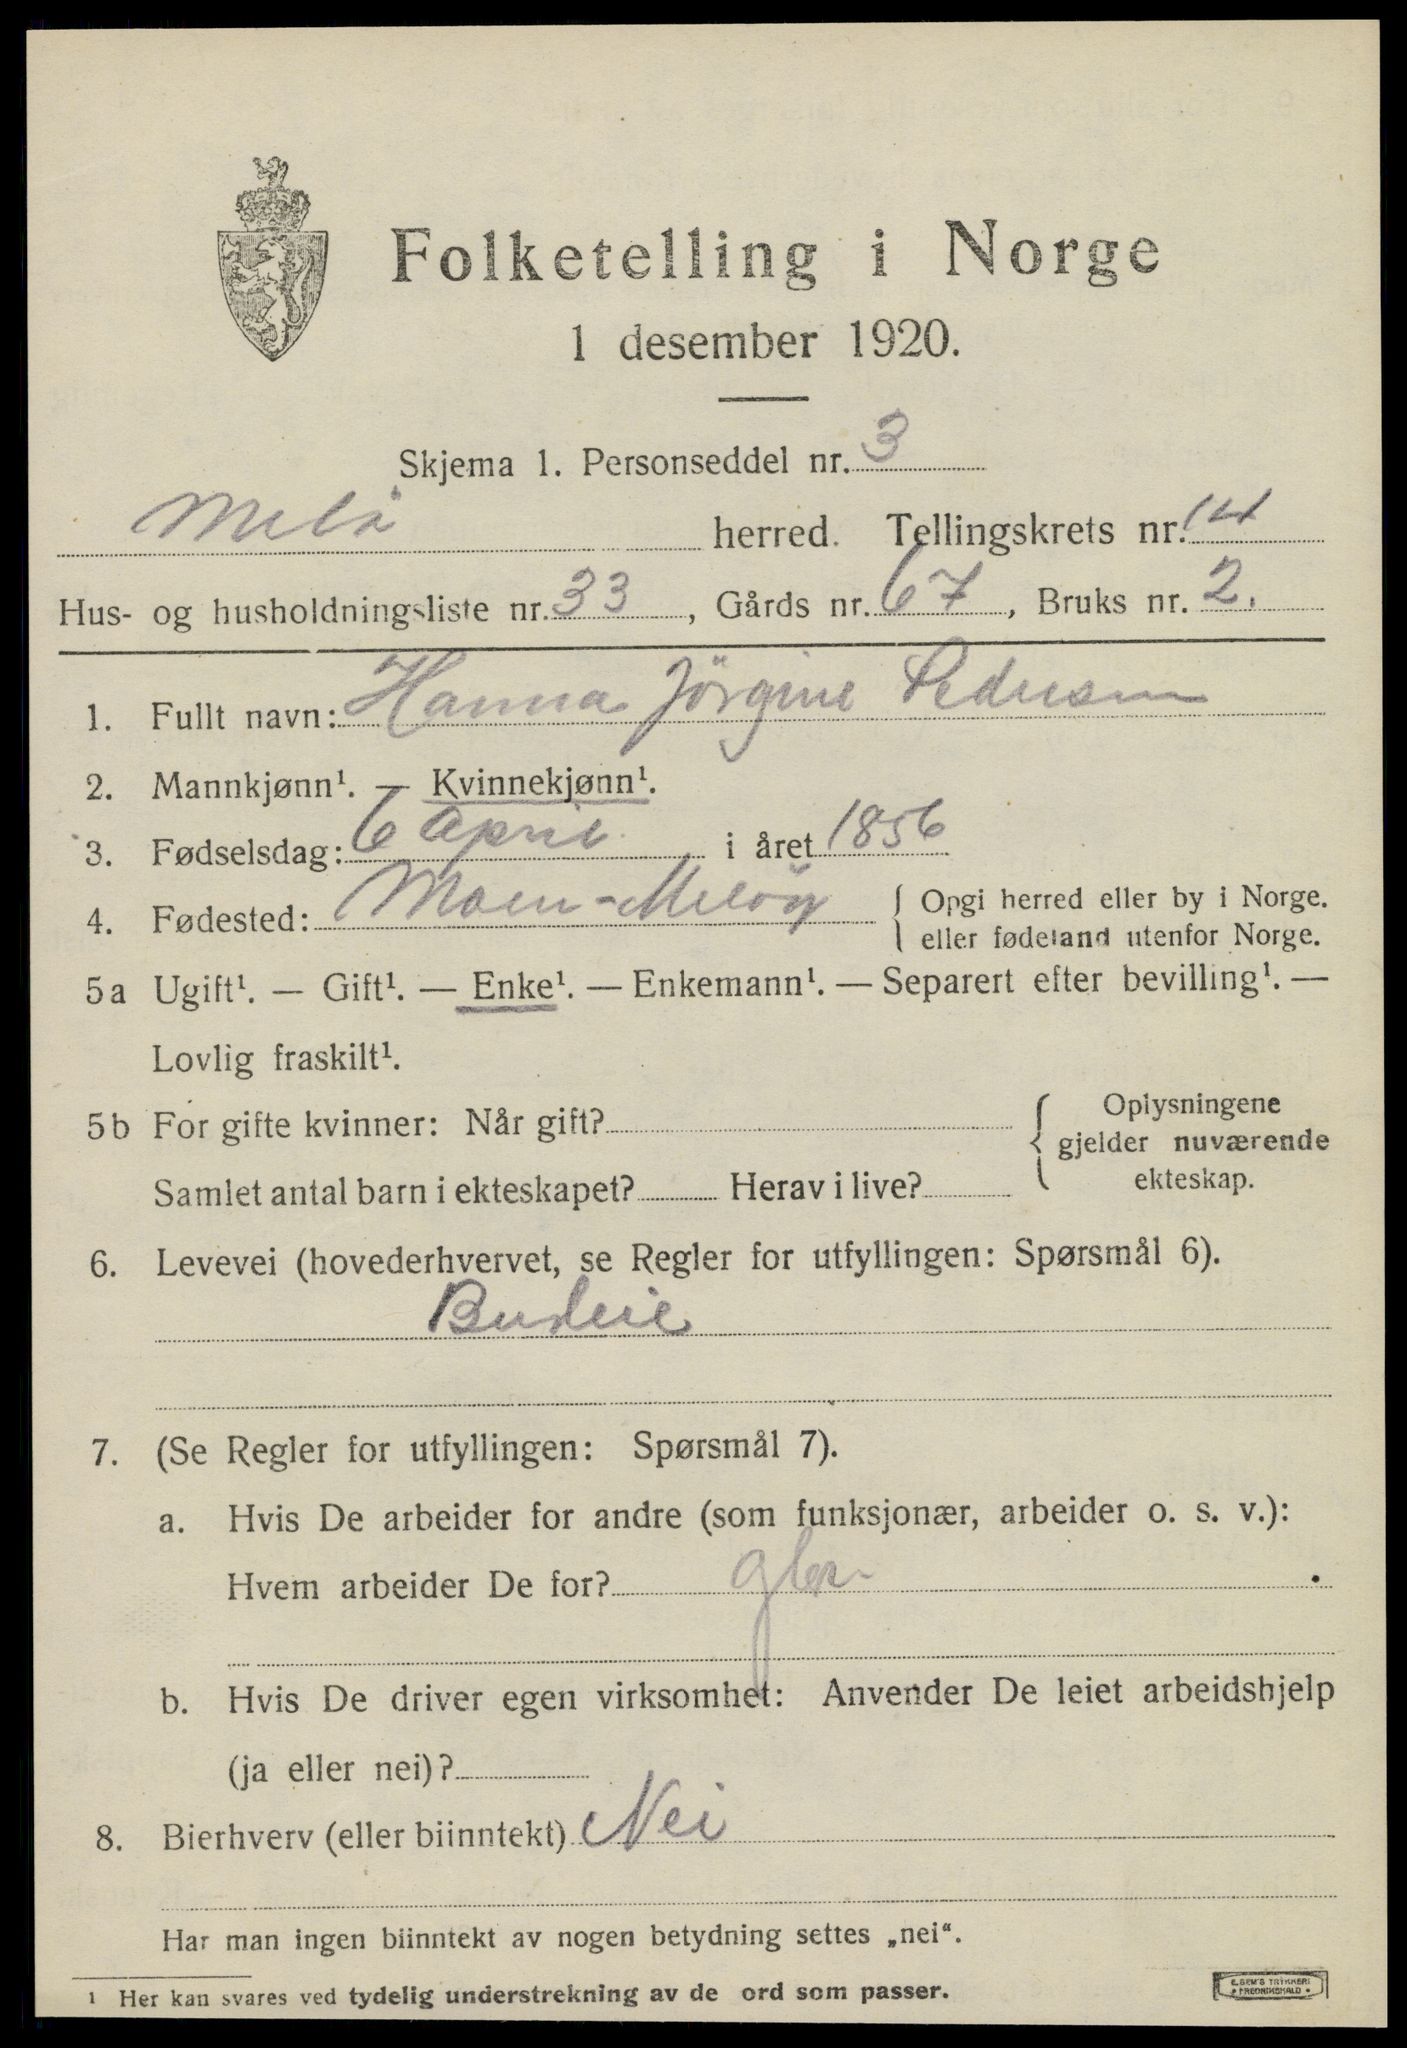 Folketelling i Norge
1 desember 1920.
Skjema 1. Personseddel nr. 3
herred. Tellingskrets nr. 14
Hus- og husholdningsliste nr. 33, Gårds nr. 67, Bruks nr. 2.
1. Fullt navn: Hanna Jörgine Pedersen
2. Mannkjønn¹. — Kvinnekjønn¹.
3. Fødselsdag: 6 April i året 1856
4. Fødested: Moen-Melöy { Opgi herred eller by i Norge.
eller fødeland utenfor Norge.
5a Ugift¹. — Gift¹. — Enke¹. — Enkemann¹. — Separert efter bevilling¹. —
Lovlig fraskilt¹.
5b For gifte kvinner: Når gift? { Oplysningene
gjelder nuværende
Samlet antal barn i ekteskapet? Herav i live? ekteskap.
6. Levevei (hovederhvervet, se Regler for utfyllingen: Spørsmål 6).
Budeie
7. (Se Regler for utfyllingen: Spørsmål 7).
a. Hvis De arbeider for andre (som funksjonær, arbeider o. s. v.):
Hvem arbeider De for?
b. Hvis De driver egen virksomhet: Anvender De leiet arbeidshjelp
(ja eller nei)?
8. Bierhverv (eller biinntekt) Nei
Har man ingen biinntekt av nogen betydning settes „nei“.
¹ Her kan svares ved tydelig understrekning av de ord som passer.
E. SEM'S TRYKKERI
• FREDRIKSHALD •